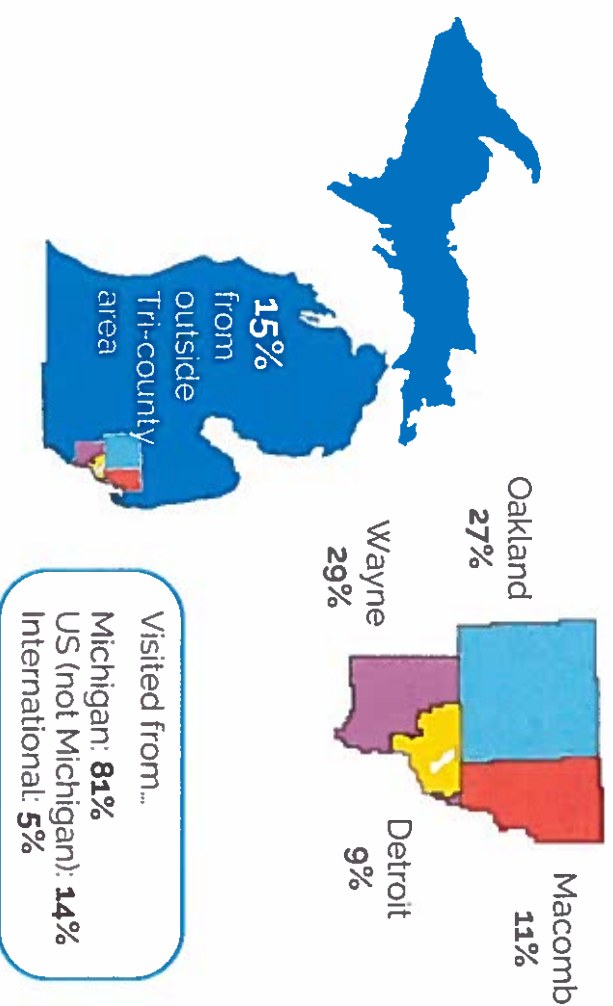 15%
from
outside
Tri-county
area
Oakland
27%
Macomb
11%
Wayne
29%
Detroit
9%
Visited from...
Michigan: 81%
US (not Michigan): 14%
International: 5%